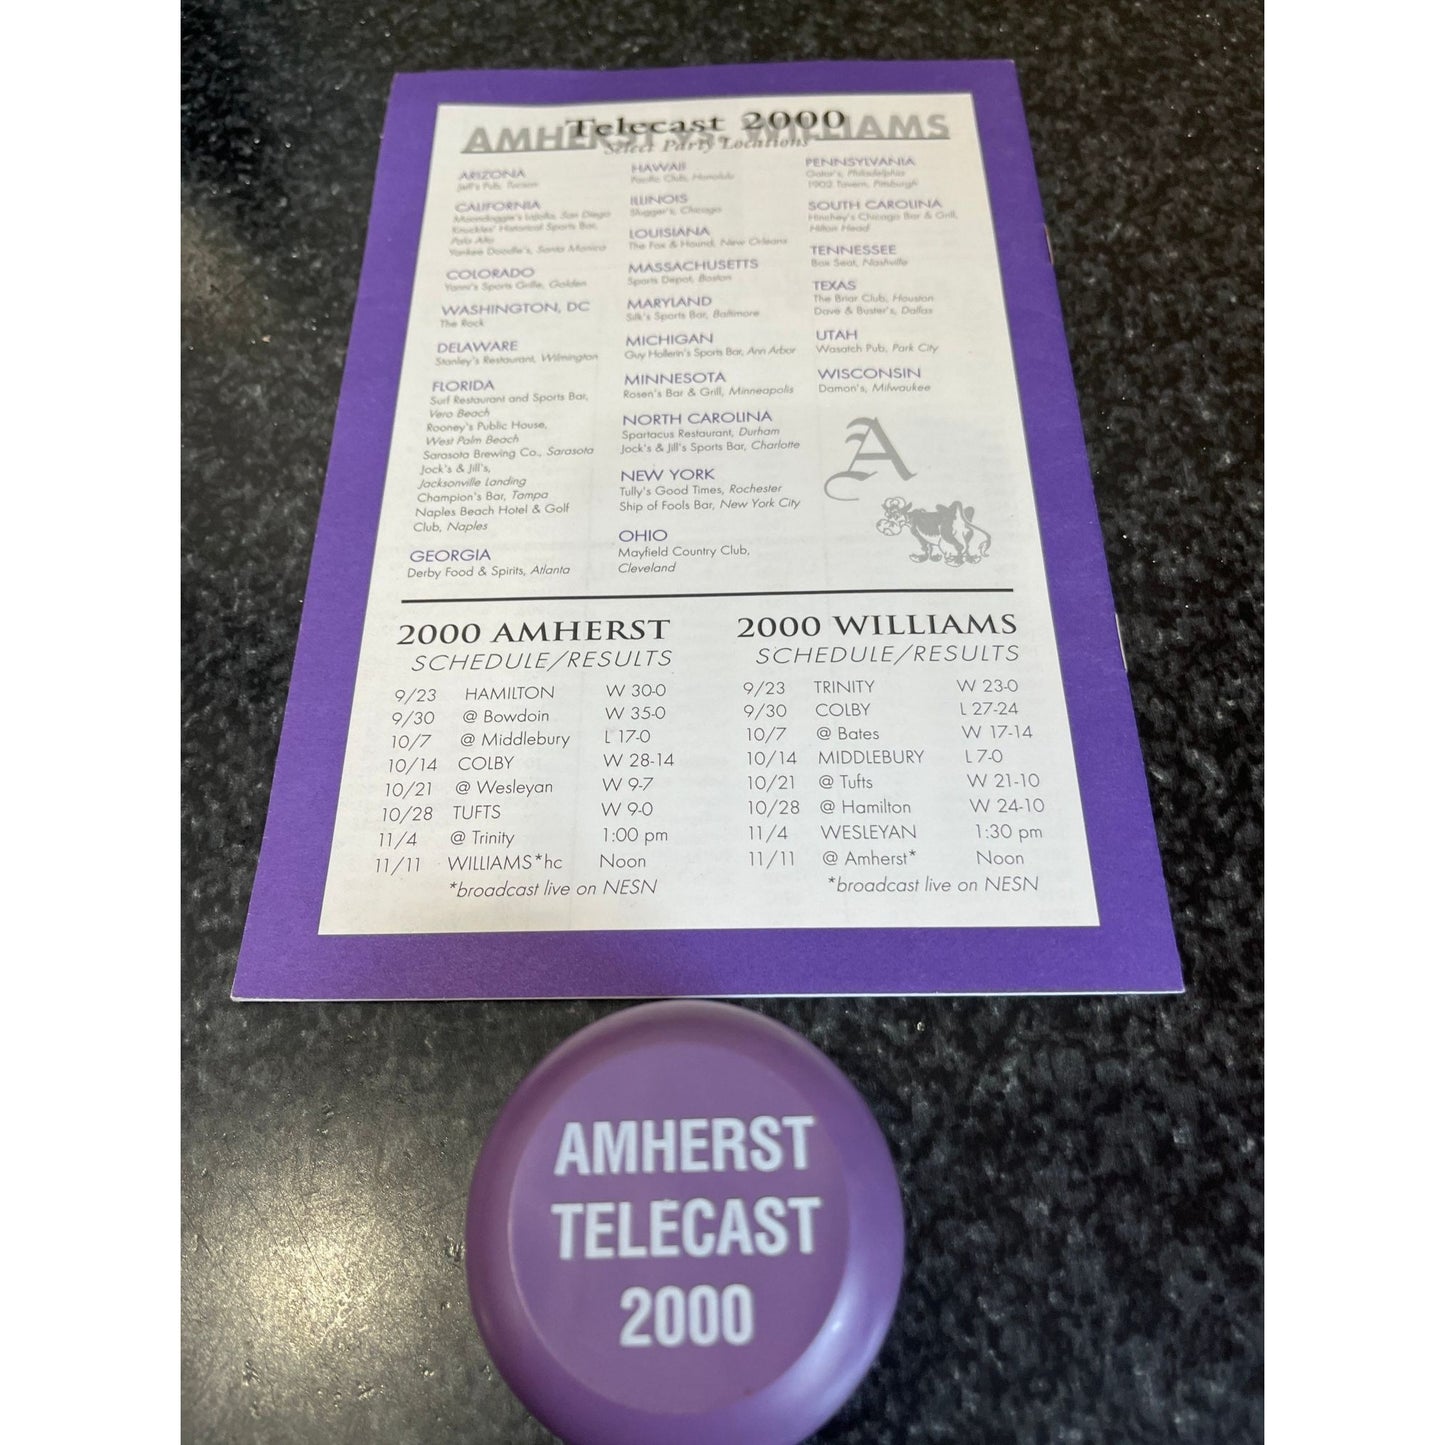 Telecast 2000
AMHERST vs. WILLIAMS
Select Party Locations
ARIZONA
Jeff's Pub, Tucson
CALIFORNIA
Moondoggie's LaJolla, San Diego
Knuckles' Historical Sports Bar,
Palo Alto
Yankee Doodle's, Santa Monica
COLORADO
Yanni's Sports Grille, Golden
WASHINGTON, DC
The Rock
DELAWARE
Stanley's Restaurant, Wilmington
FLORIDA
Surf Restaurant and Sports Bar,
Vero Beach
Rooney's Public House,
West Palm Beach
Sarasota Brewing Co., Sarasota
Jock's & Jill's,
Jacksonville Landing
Champion's Bar, Tampa
Naples Beach Hotel & Golf
Club, Naples
GEORGIA
Derby Food & Spirits, Atlanta
HAWAII
Pacific Club, Honolulu
ILLINOIS
Slugger's, Chicago
LOUISIANA
The Fox & Hound, New Orleans
MASSACHUSETTS
Sports Depot, Boston
MARYLAND
Silk's Sports Bar, Baltimore
MICHIGAN
Guy Hollerin's Sports Bar, Ann Arbor
MINNESOTA
Rosen's Bar & Grill, Minneapolis
NORTH CAROLINA
Spartacus Restaurant, Durham
Jock's & Jill's Sports Bar, Charlotte
NEW YORK
Tully's Good Times, Rochester
Ship of Fools Bar, New York City
OHIO
Mayfield Country Club,
Cleveland
PENNSYLVANIA
Gator's, Philadelphia
1902 Tavern, Pittsburgh
SOUTH CAROLINA
Hinchey's Chicago Bar & Grill,
Hilton Head
TENNESSEE
Box Seat, Nashville
TEXAS
The Briar Club, Houston
Dave & Buster's, Dallas
UTAH
Wasatch Pub, Park City
WISCONSIN
Damon's, Milwaukee
A
2000 AMHERST
SCHEDULE/RESULTS
9/23 HAMILTON W 30-0
9/30 @ Bowdoin W 35-0
10/7 @ Middlebury L 17-0
10/14 COLBY W 28-14
10/21 @ Wesleyan W 9-7
10/28 TUFTS W 9-0
11/4 @ Trinity 1:00 pm
11/11 WILLIAMS*hc Noon
*broadcast live on NESN
2000 WILLIAMS
SCHEDULE/RESULTS
9/23 TRINITY W 23-0
9/30 COLBY L 27-24
10/7 @ Bates W 17-14
10/14 MIDDLEBURY L 7-0
10/21 @ Tufts W 21-10
10/28 @ Hamilton W 24-10
11/4 WESLEYAN 1:30 pm
11/11 @ Amherst* Noon
*broadcast live on NESN
AMHERST
TELECAST
2000